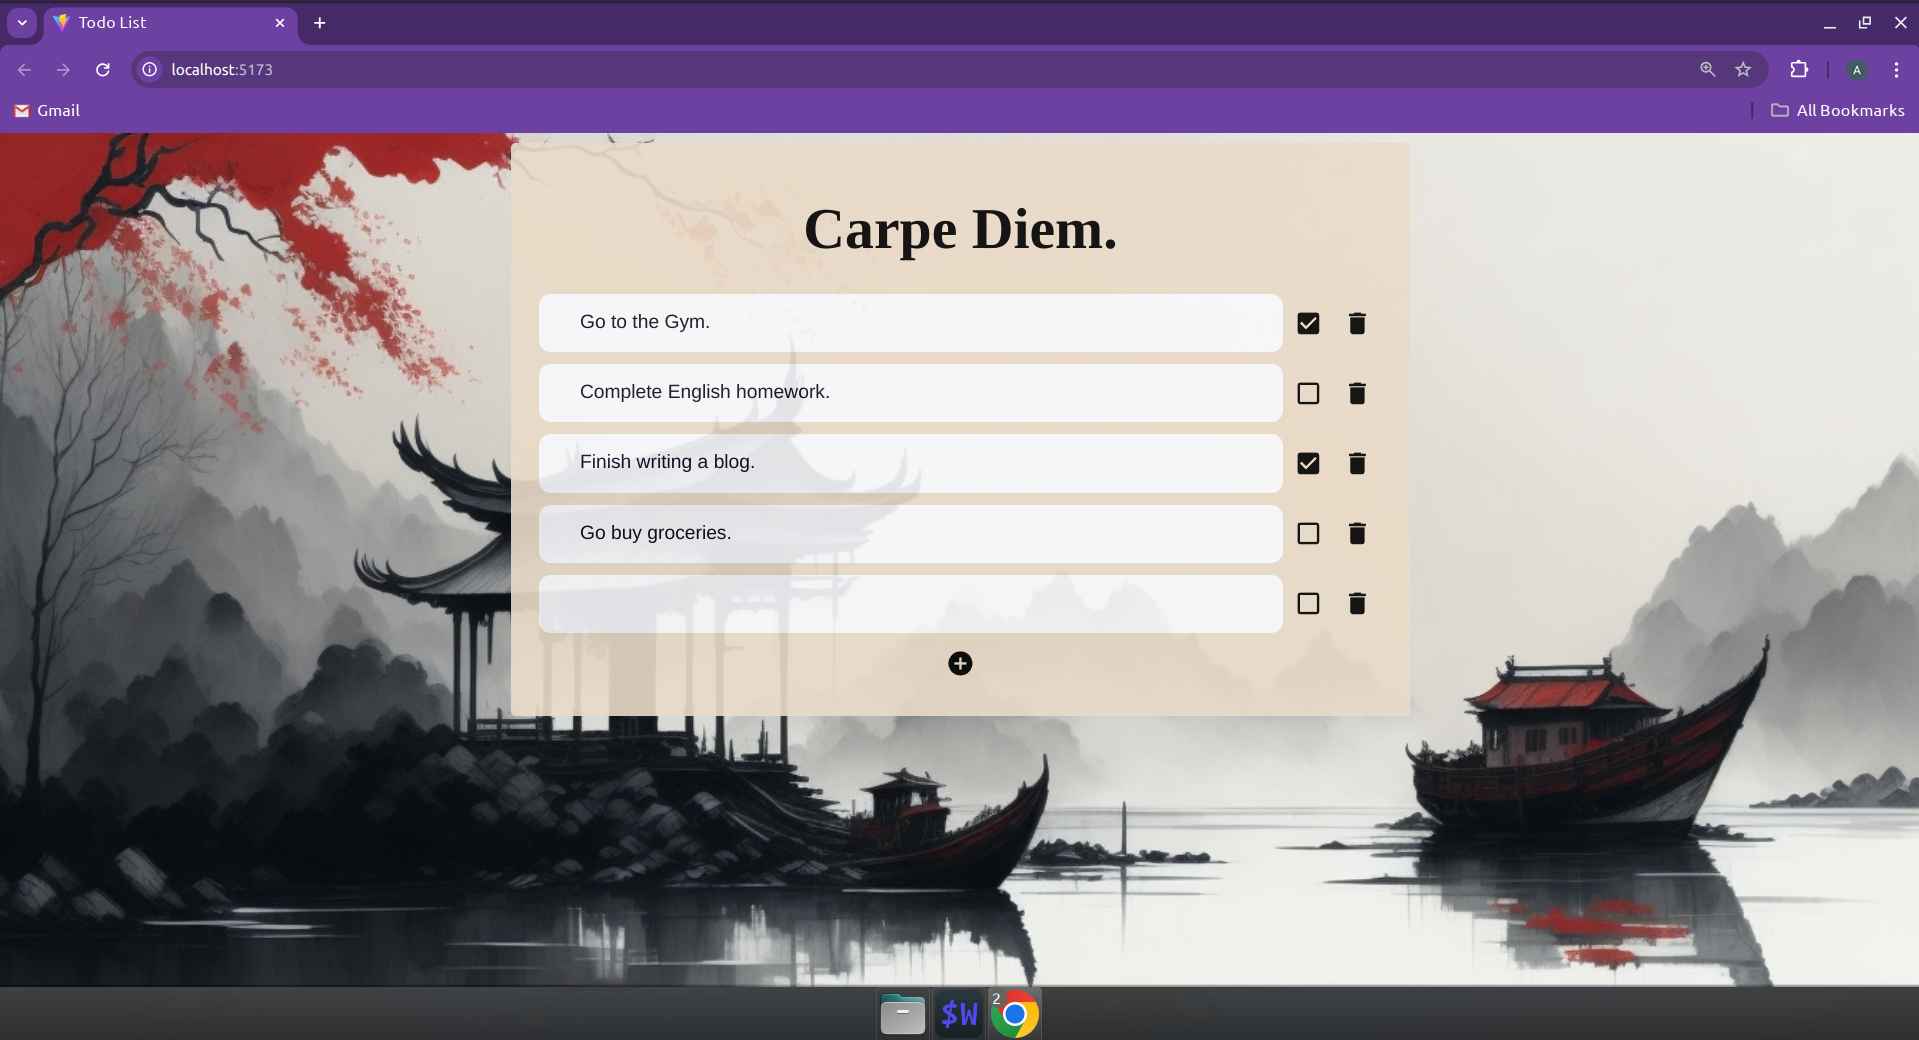 Todo List
localhost:5173
A
Gmail
All Bookmarks
Carpe Diem.
Go to the Gym.
Complete English homework.
Finish writing a blog.
Go buy groceries.
$W
2